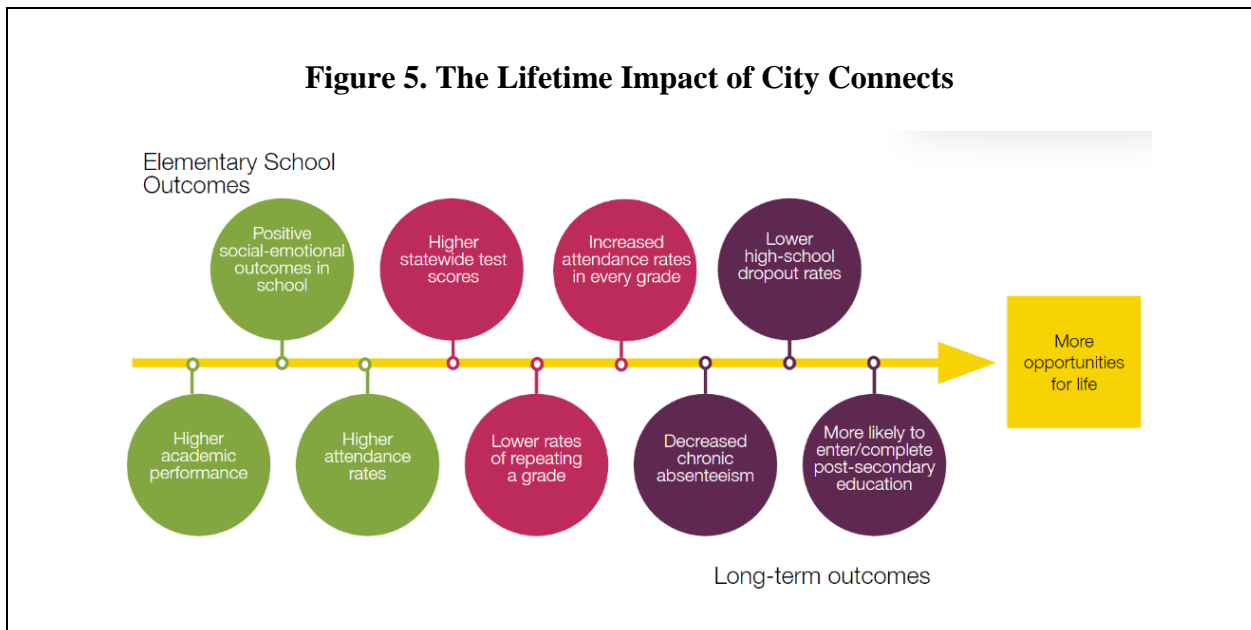 Figure 5. The Lifetime Impact of City Connects
Elementary School
Outcomes
Positive
social-emotional
outcomes in
school
Higher
statewide test
scores
Increased
attendance rates
in every grade
Lower
high-school
dropout rates
More
opportunities
for life
Higher
academic
performance
Higher
attendance
rates
Lower rates
of repeating
a grade
Decreased
chronic
absenteeism
More likely to
enter/complete
post-secondary
education
Long-term outcomes